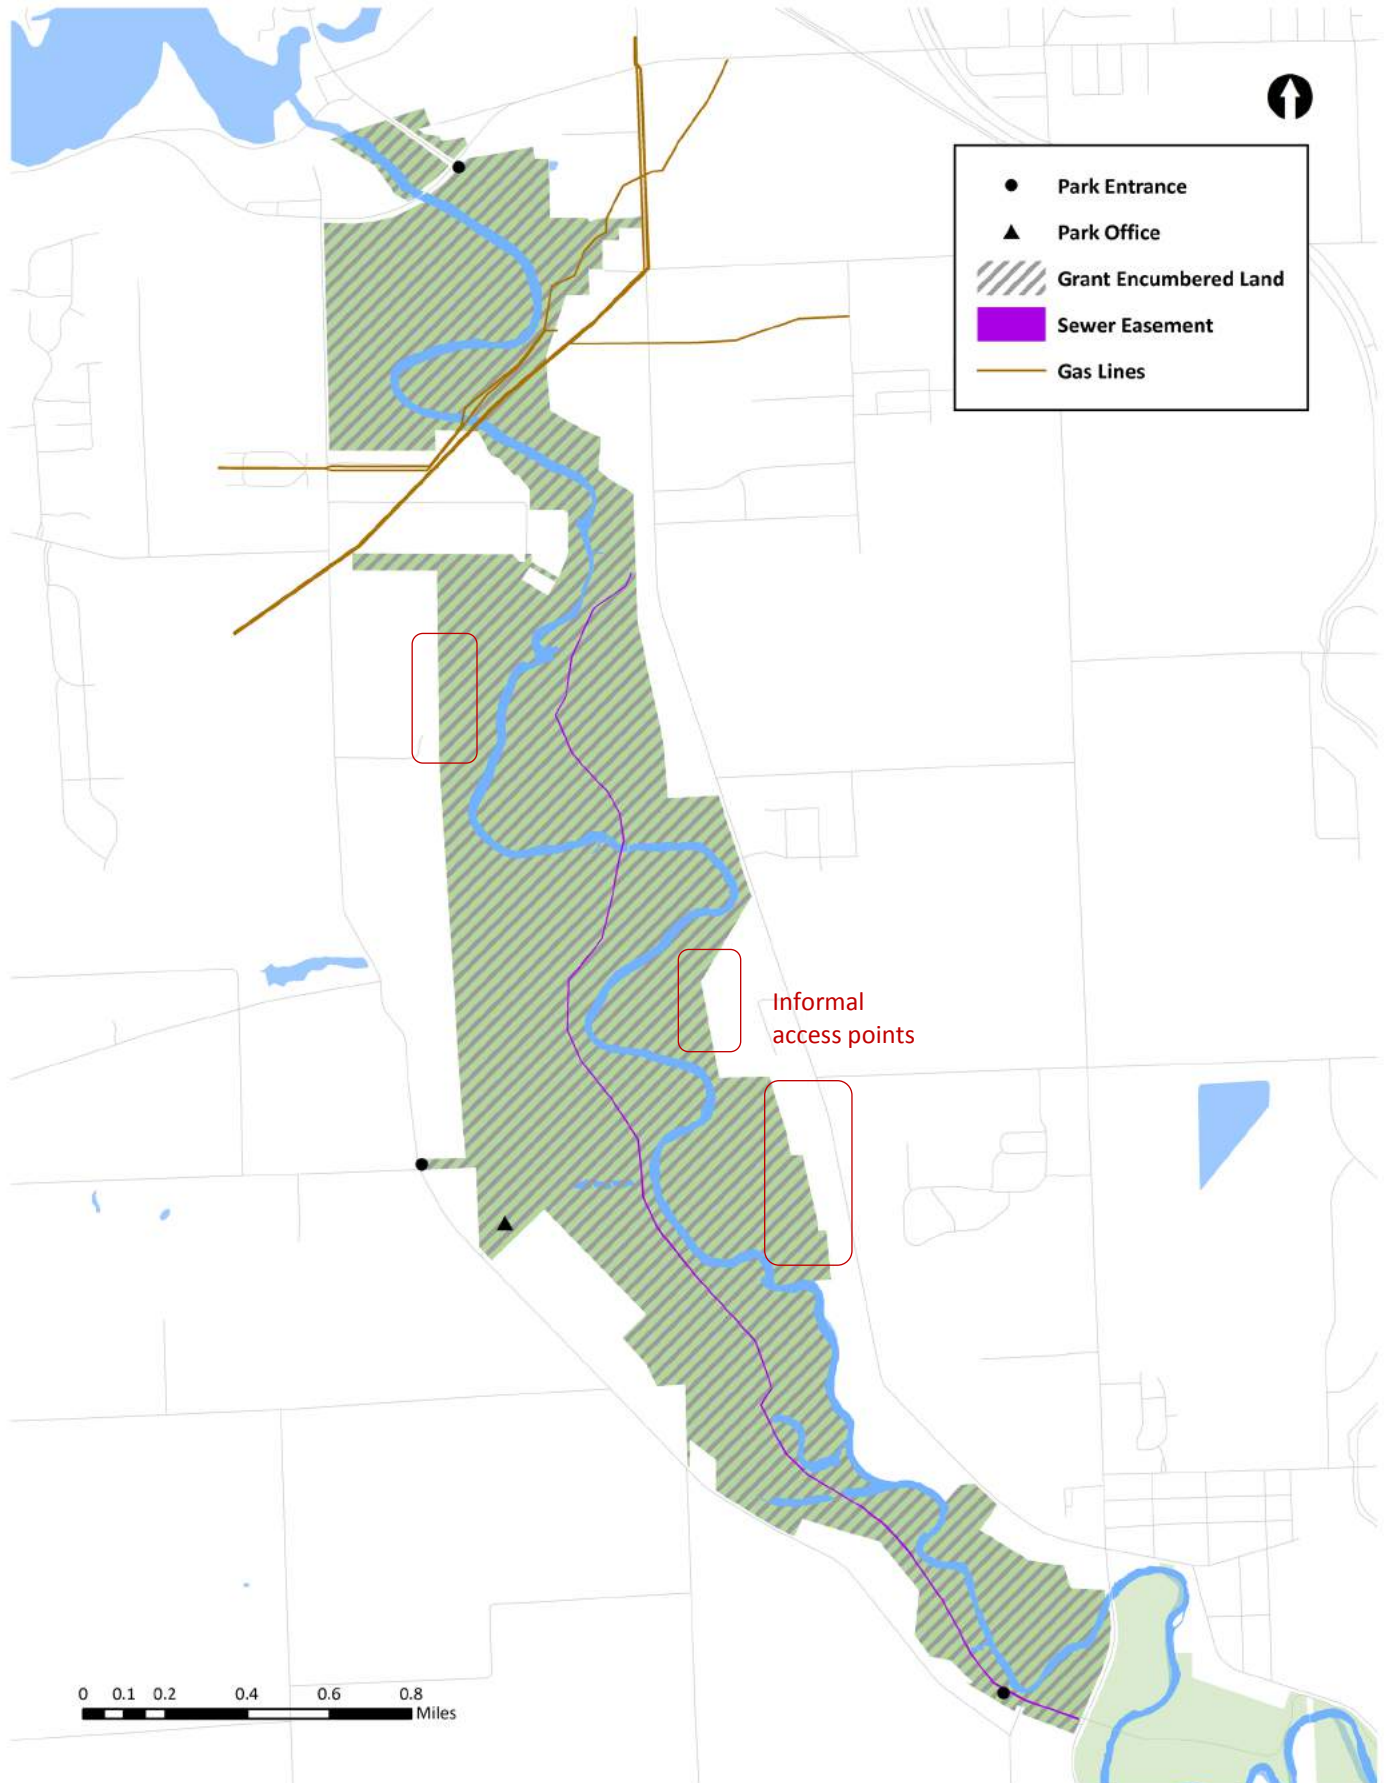 Park Entrance
Park Office
Grant Encumbered Land
Sewer Easement
Gas Lines
Informal
access points
0 0.1 0.2 0.4 0.6 0.8
Miles